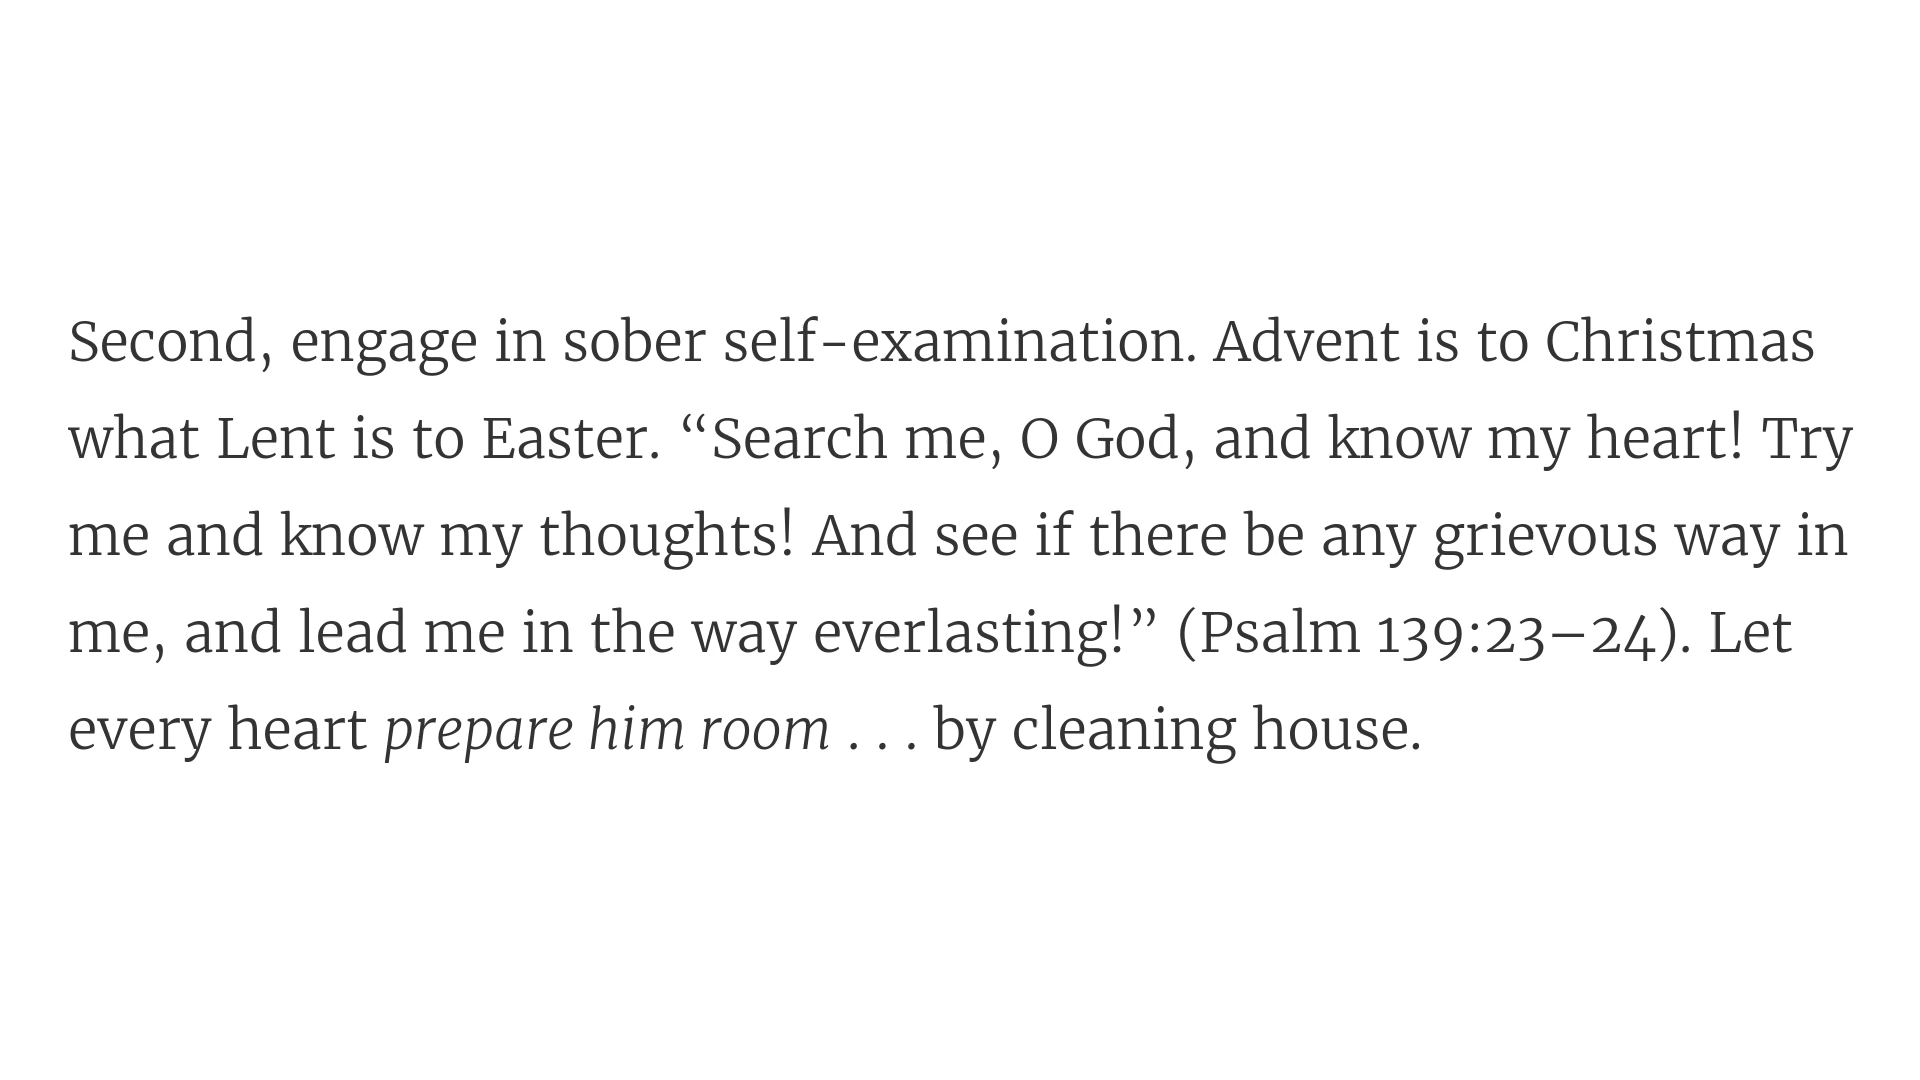 Second, engage in sober self-examination. Advent is to Christmas
what Lent is to Easter. “Search me, O God, and know my heart! Try
me and know my thoughts! And see if there be any grievous way in
me, and lead me in the way everlasting!” (Psalm 139:23–24). Let
every heart prepare him room . . . by cleaning house.